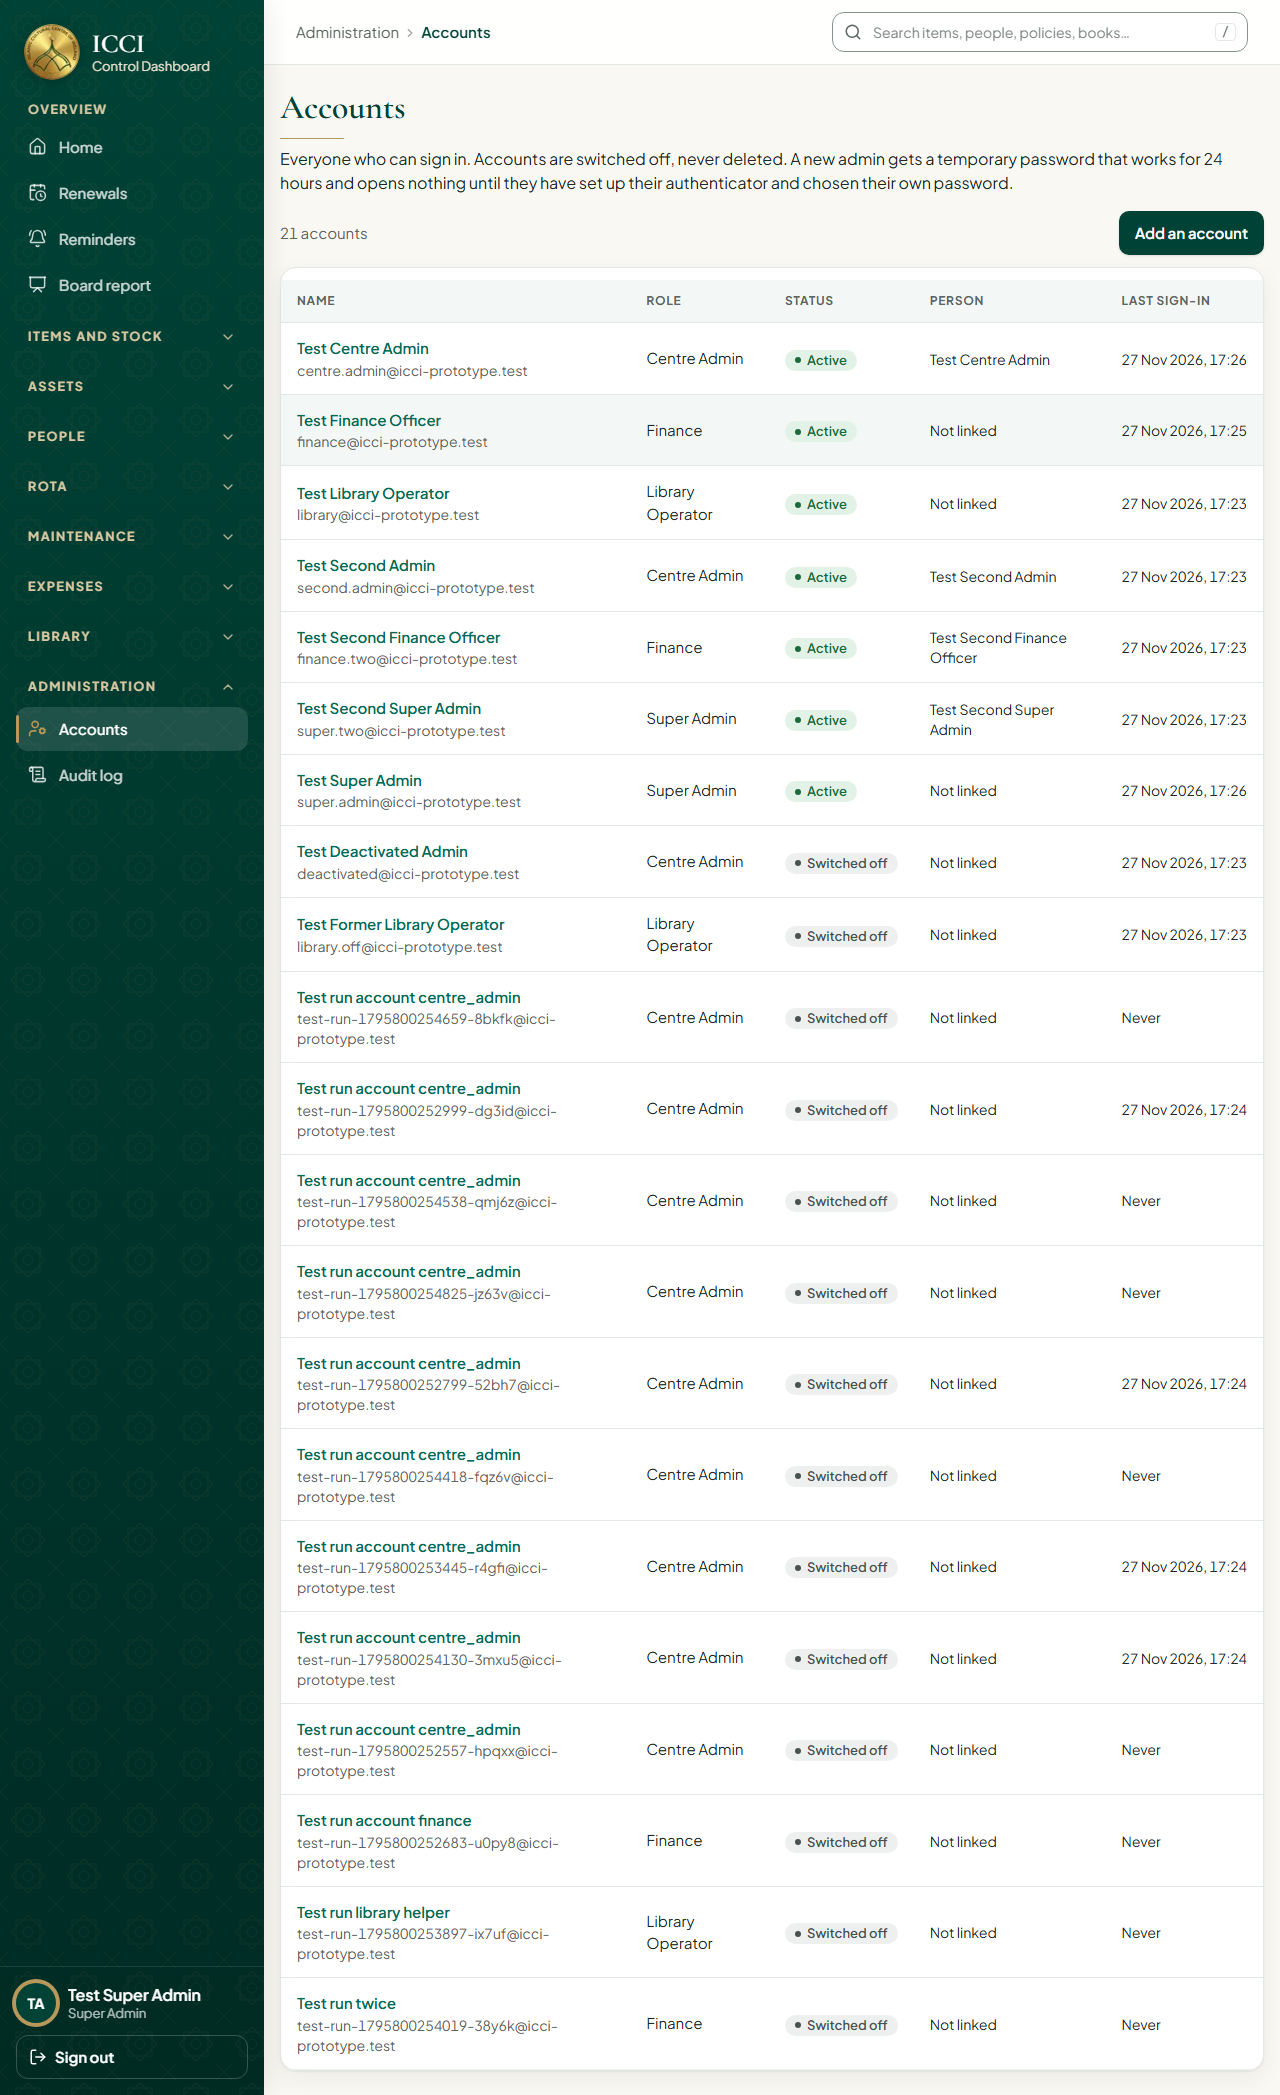 ICCI
Control Dashboard
OVERVIEW
Home
Renewals
Reminders
Board report
ITEMS AND STOCK
ASSETS
PEOPLE
ROTA
MAINTENANCE
EXPENSES
LIBRARY
ADMINISTRATION
Accounts
Audit log
TA
Test Super Admin
Super Admin
Sign out
Administration > Accounts
Search items, people, policies, books… /
Accounts
Everyone who can sign in. Accounts are switched off, never deleted. A new admin gets a temporary password that works for 24
hours and opens nothing until they have set up their authenticator and chosen their own password.
21 accounts
Add an account
NAME ROLE STATUS PERSON LAST SIGN-IN
Test Centre Admin
centre.admin@icci-prototype.test
Centre Admin Active Test Centre Admin 27 Nov 2026, 17:26
Test Finance Officer
finance@icci-prototype.test
Finance Active Not linked 27 Nov 2026, 17:25
Test Library Operator
library@icci-prototype.test
Library
Operator
Active Not linked 27 Nov 2026, 17:23
Test Second Admin
second.admin@icci-prototype.test
Centre Admin Active Test Second Admin 27 Nov 2026, 17:23
Test Second Finance Officer
finance.two@icci-prototype.test
Finance Active
Test Second Finance
Officer
27 Nov 2026, 17:23
Test Second Super Admin
super.two@icci-prototype.test
Super Admin Active
Test Second Super
Admin
27 Nov 2026, 17:23
Test Super Admin
super.admin@icci-prototype.test
Super Admin Active Not linked 27 Nov 2026, 17:26
Test Deactivated Admin
deactivated@icci-prototype.test
Centre Admin Switched off Not linked 27 Nov 2026, 17:23
Test Former Library Operator
library.off@icci-prototype.test
Library
Operator
Switched off Not linked 27 Nov 2026, 17:23
Test run account centre_admin
test-run-1795800254659-8bkfk@icci-
prototype.test
Centre Admin Switched off Not linked Never
Test run account centre_admin
test-run-1795800252999-dg3id@icci-
prototype.test
Centre Admin Switched off Not linked 27 Nov 2026, 17:24
Test run account centre_admin
test-run-1795800254538-qmj6z@icci-
prototype.test
Centre Admin Switched off Not linked Never
Test run account centre_admin
test-run-1795800254825-jz63v@icci-
prototype.test
Centre Admin Switched off Not linked Never
Test run account centre_admin
test-run-1795800252799-52bh7@icci-
prototype.test
Centre Admin Switched off Not linked 27 Nov 2026, 17:24
Test run account centre_admin
test-run-1795800254418-fqz6v@icci-
prototype.test
Centre Admin Switched off Not linked Never
Test run account centre_admin
test-run-1795800253445-r4gfi@icci-
prototype.test
Centre Admin Switched off Not linked 27 Nov 2026, 17:24
Test run account centre_admin
test-run-1795800254130-3mxu5@icci-
prototype.test
Centre Admin Switched off Not linked 27 Nov 2026, 17:24
Test run account centre_admin
test-run-1795800252557-hpqxx@icci-
prototype.test
Centre Admin Switched off Not linked Never
Test run account finance
test-run-1795800252683-u0py8@icci-
prototype.test
Finance Switched off Not linked Never
Test run library helper
test-run-1795800253897-ix7uf@icci-
prototype.test
Library
Operator
Switched off Not linked Never
Test run twice
test-run-1795800254019-38y6k@icci-
prototype.test
Finance Switched off Not linked Never